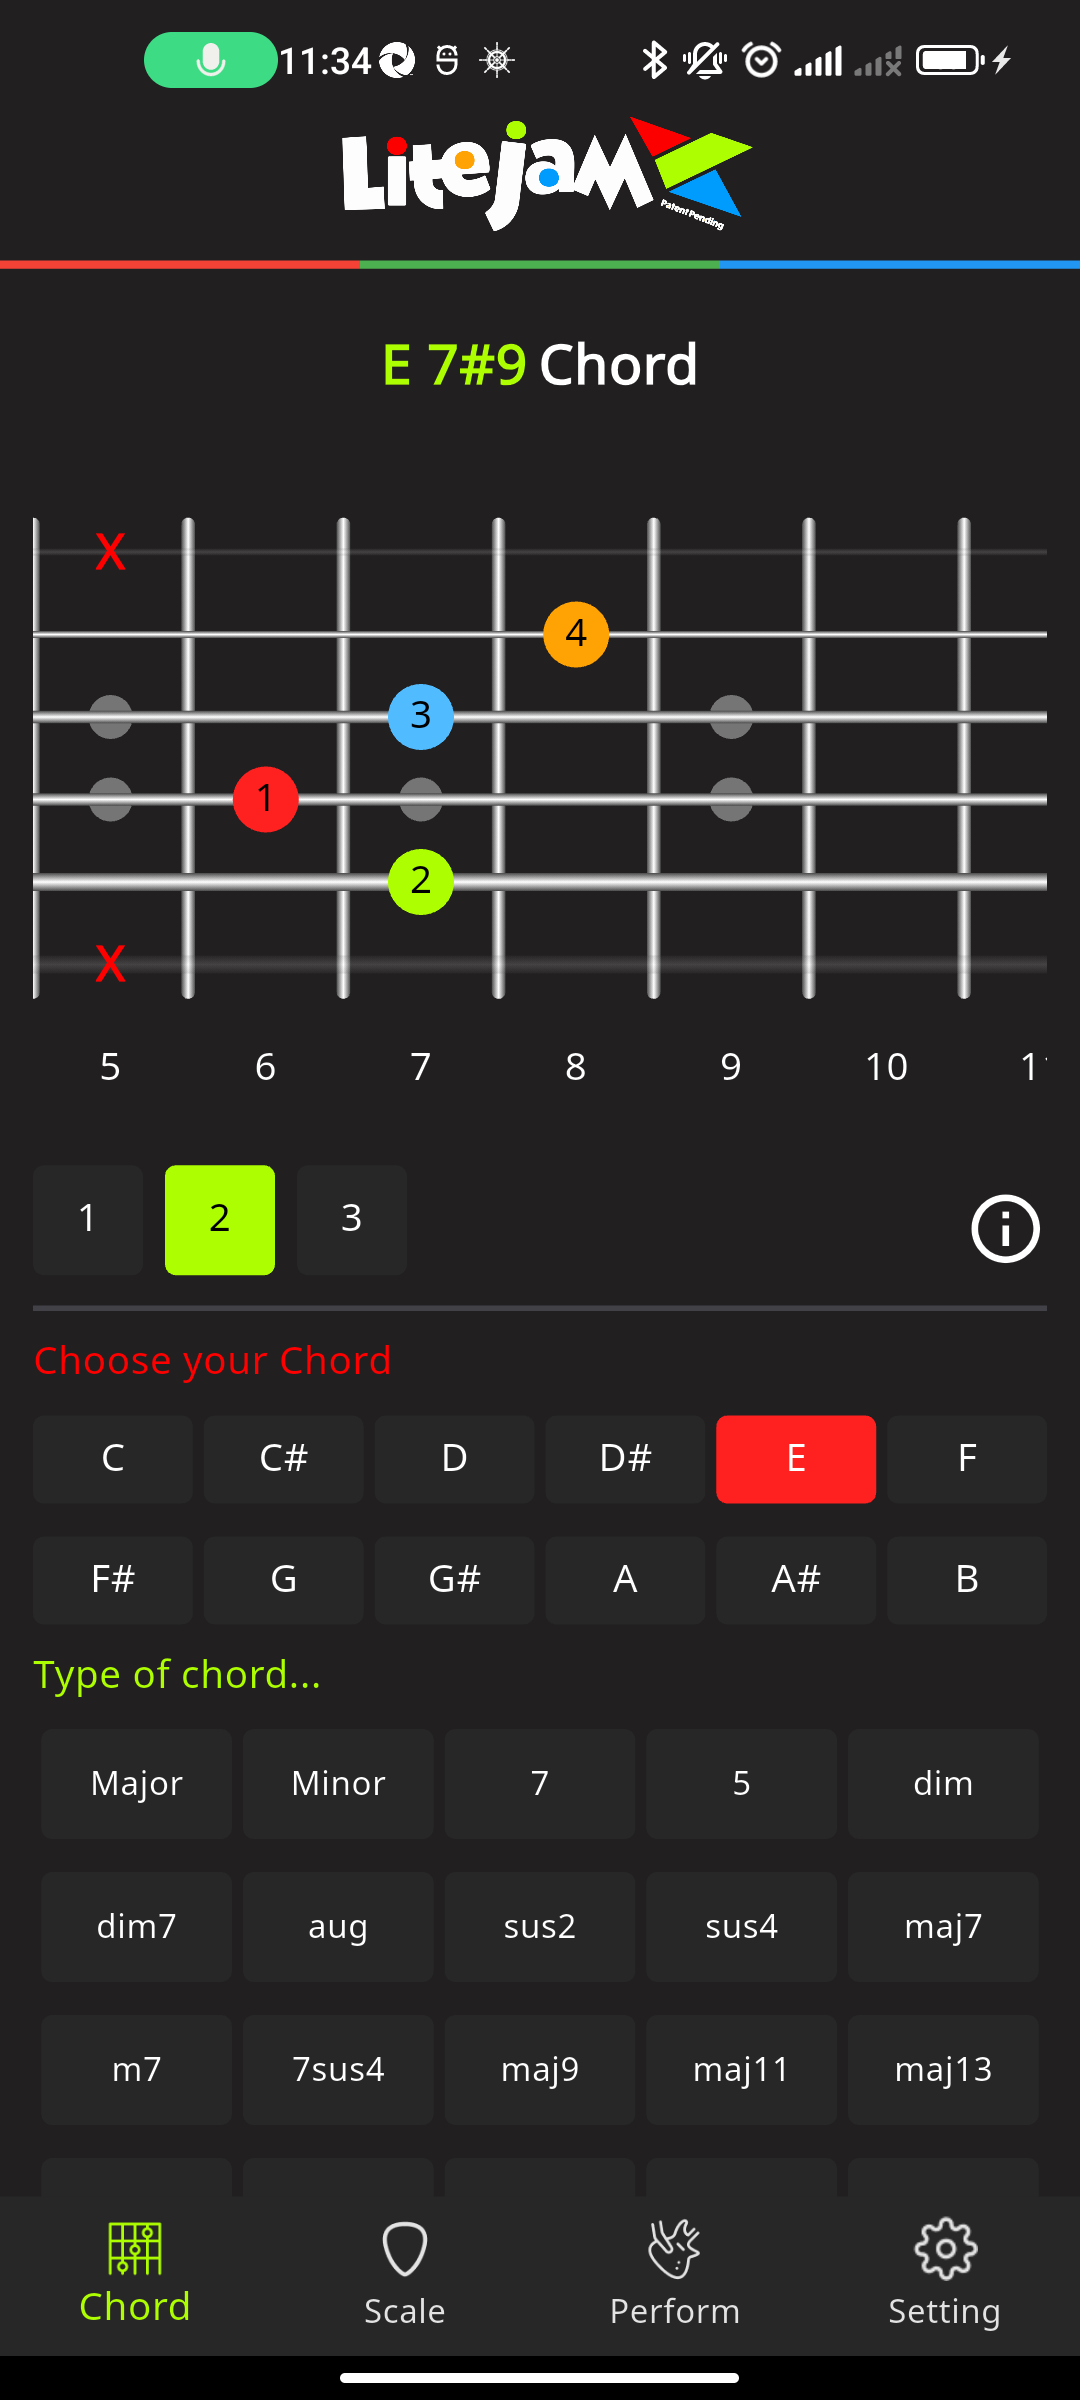 11:34
Litejam
Patent Pending
E 7#9 Chord
X
4
3
1
2
X
5 6 7 8 9 10
1 2 3
Choose your Chord
C C# D D# E F
F# G G# A A# B
Type of chord...
Major Minor 7 5 dim
dim7 aug sus2 sus4 maj7
m7 7sus4 maj9 maj11 maj13
Chord Scale Perform Setting